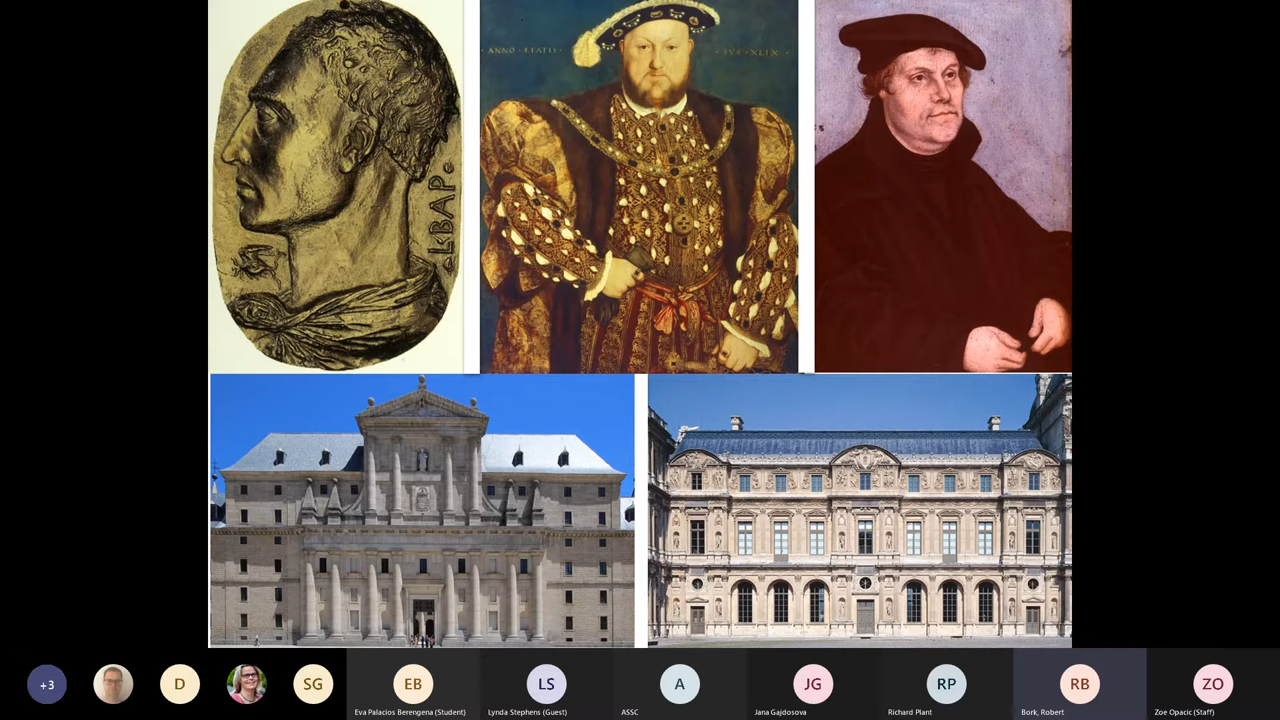 L·BAP·
· ANNO · ETATIS ·
· SVÆ · XLIX ·
+3
D
SG
EB
LS
A
JG
RP
RB
ZO
Eva Palacios Berengena (Student)
Lynda Stephens (Guest)
ASSC
Jana Gajdosova
Richard Plant
Bork, Robert
Zoe Opacic (Staff)